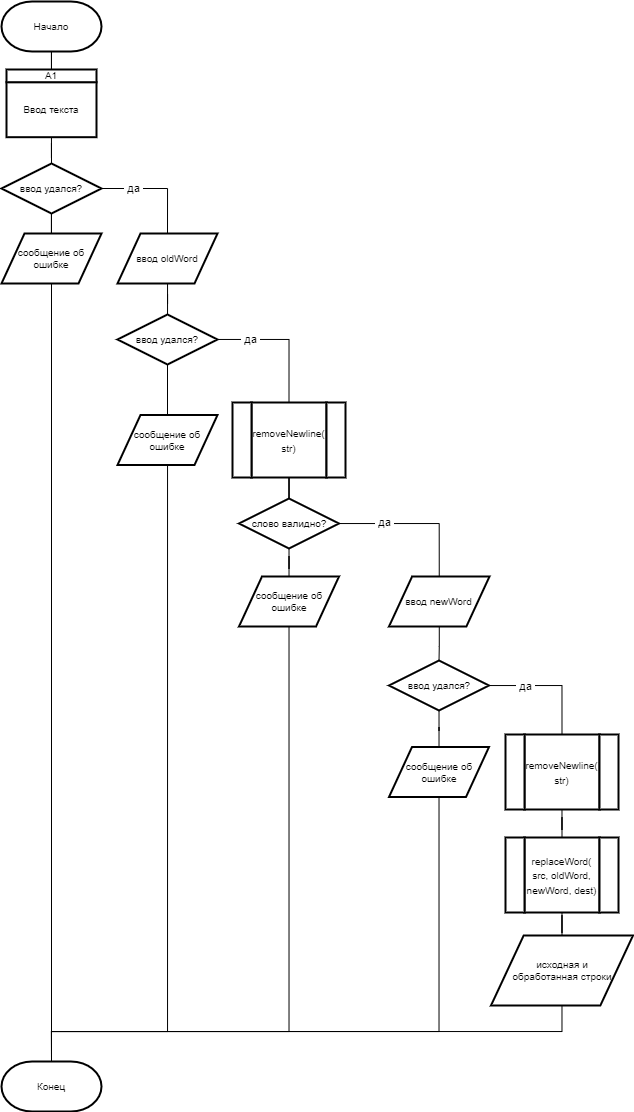 Начало
А1
Ввод текста
ввод удался?
да
сообщение об
ошибке
ввод oldWord
ввод удался?
да
сообщение об
ошибке
removeNewline(
str)
слово валидно?
да
сообщение об
ошибке
ввод newWord
ввод удался?
да
сообщение об
ошибке
removeNewline(
str)
replaceWord(
src, oldWord,
newWord, dest)
исходная и
обработанная строки
Конец